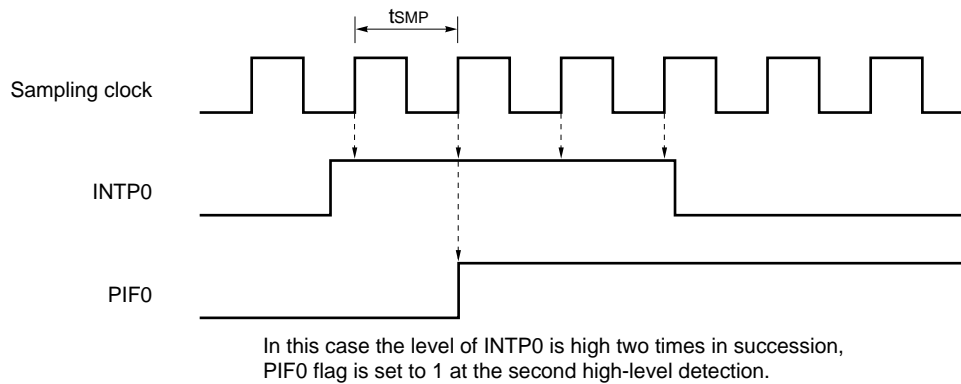 tSMP
Sampling clock
INTP0
PIF0
In this case the level of INTP0 is high two times in succession,
PIF0 flag is set to 1 at the second high-level detection.